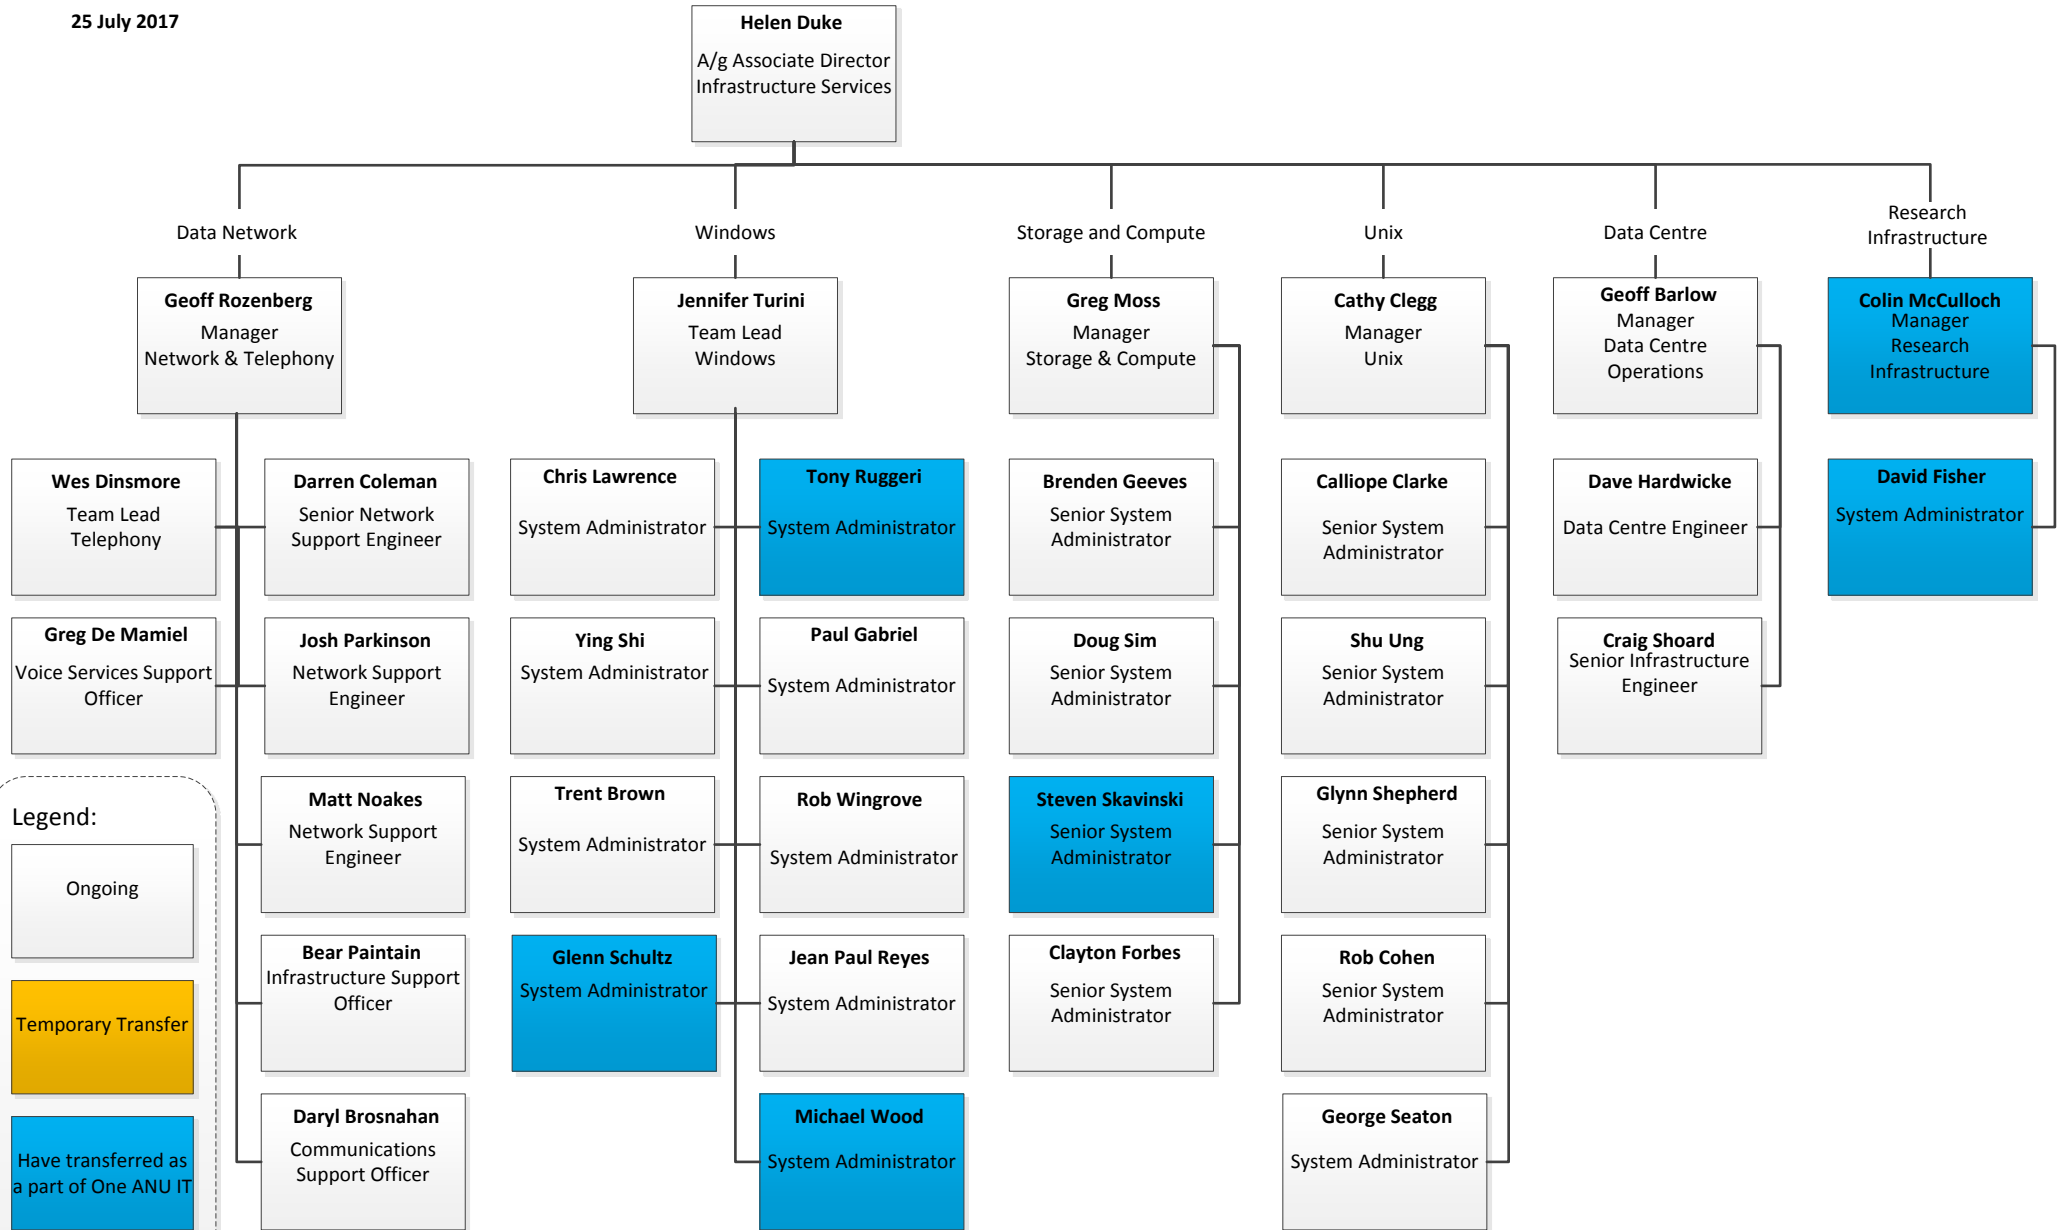 25 July 2017
Helen Duke
A/g Associate Director
Infrastructure Services
Data Network
Windows
Storage and Compute
Unix
Data Centre
Research
Infrastructure
Geoff Rozenberg
Manager
Network & Telephony
Jennifer Turini
Team Lead
Windows
Greg Moss
Manager
Storage & Compute
Cathy Clegg
Manager
Unix
Geoff Barlow
Manager
Data Centre
Operations
Colin McCulloch
Manager
Research
Infrastructure
Wes Dinsmore
Team Lead
Telephony
Darren Coleman
Senior Network
Support Engineer
Chris Lawrence
System Administrator
Tony Ruggeri
System Administrator
Brenden Geeves
Senior System
Administrator
Calliope Clarke
Senior System
Administrator
Dave Hardwicke
Data Centre Engineer
David Fisher
System Administrator
Greg De Mamiel
Voice Services Support
Officer
Josh Parkinson
Network Support
Engineer
Ying Shi
System Administrator
Paul Gabriel
System Administrator
Doug Sim
Senior System
Administrator
Shu Ung
Senior System
Administrator
Craig Shoard
Senior Infrastructure
Engineer
Legend:
Ongoing
Temporary Transfer
Have transferred as
a part of One ANU IT
Matt Noakes
Network Support
Engineer
Trent Brown
System Administrator
Rob Wingrove
System Administrator
Steven Skavinski
Senior System
Administrator
Glynn Shepherd
Senior System
Administrator
Bear Paintain
Infrastructure Support
Officer
Glenn Schultz
System Administrator
Jean Paul Reyes
System Administrator
Clayton Forbes
Senior System
Administrator
Rob Cohen
Senior System
Administrator
Daryl Brosnahan
Communications
Support Officer
Michael Wood
System Administrator
George Seaton
System Administrator